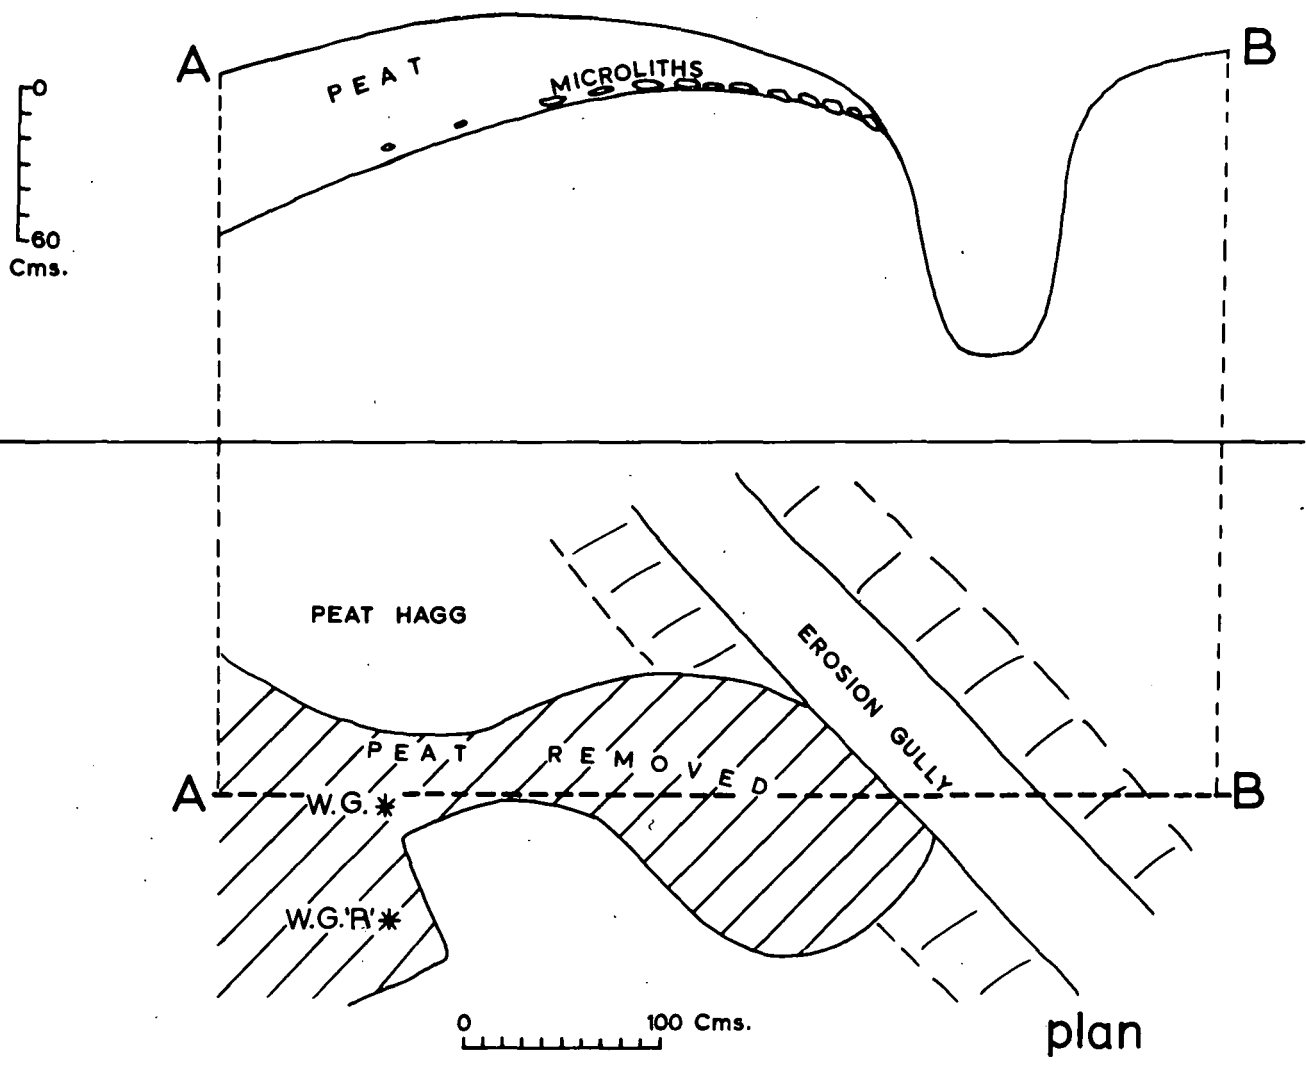 A
B
PEAT
MICROLITHS
0
60
Cms.
PEAT HAGG
EROSION GULLY
PEAT REMOVED
A
W.G.*
B
W.G.'R'*
0 100 Cms.
plan